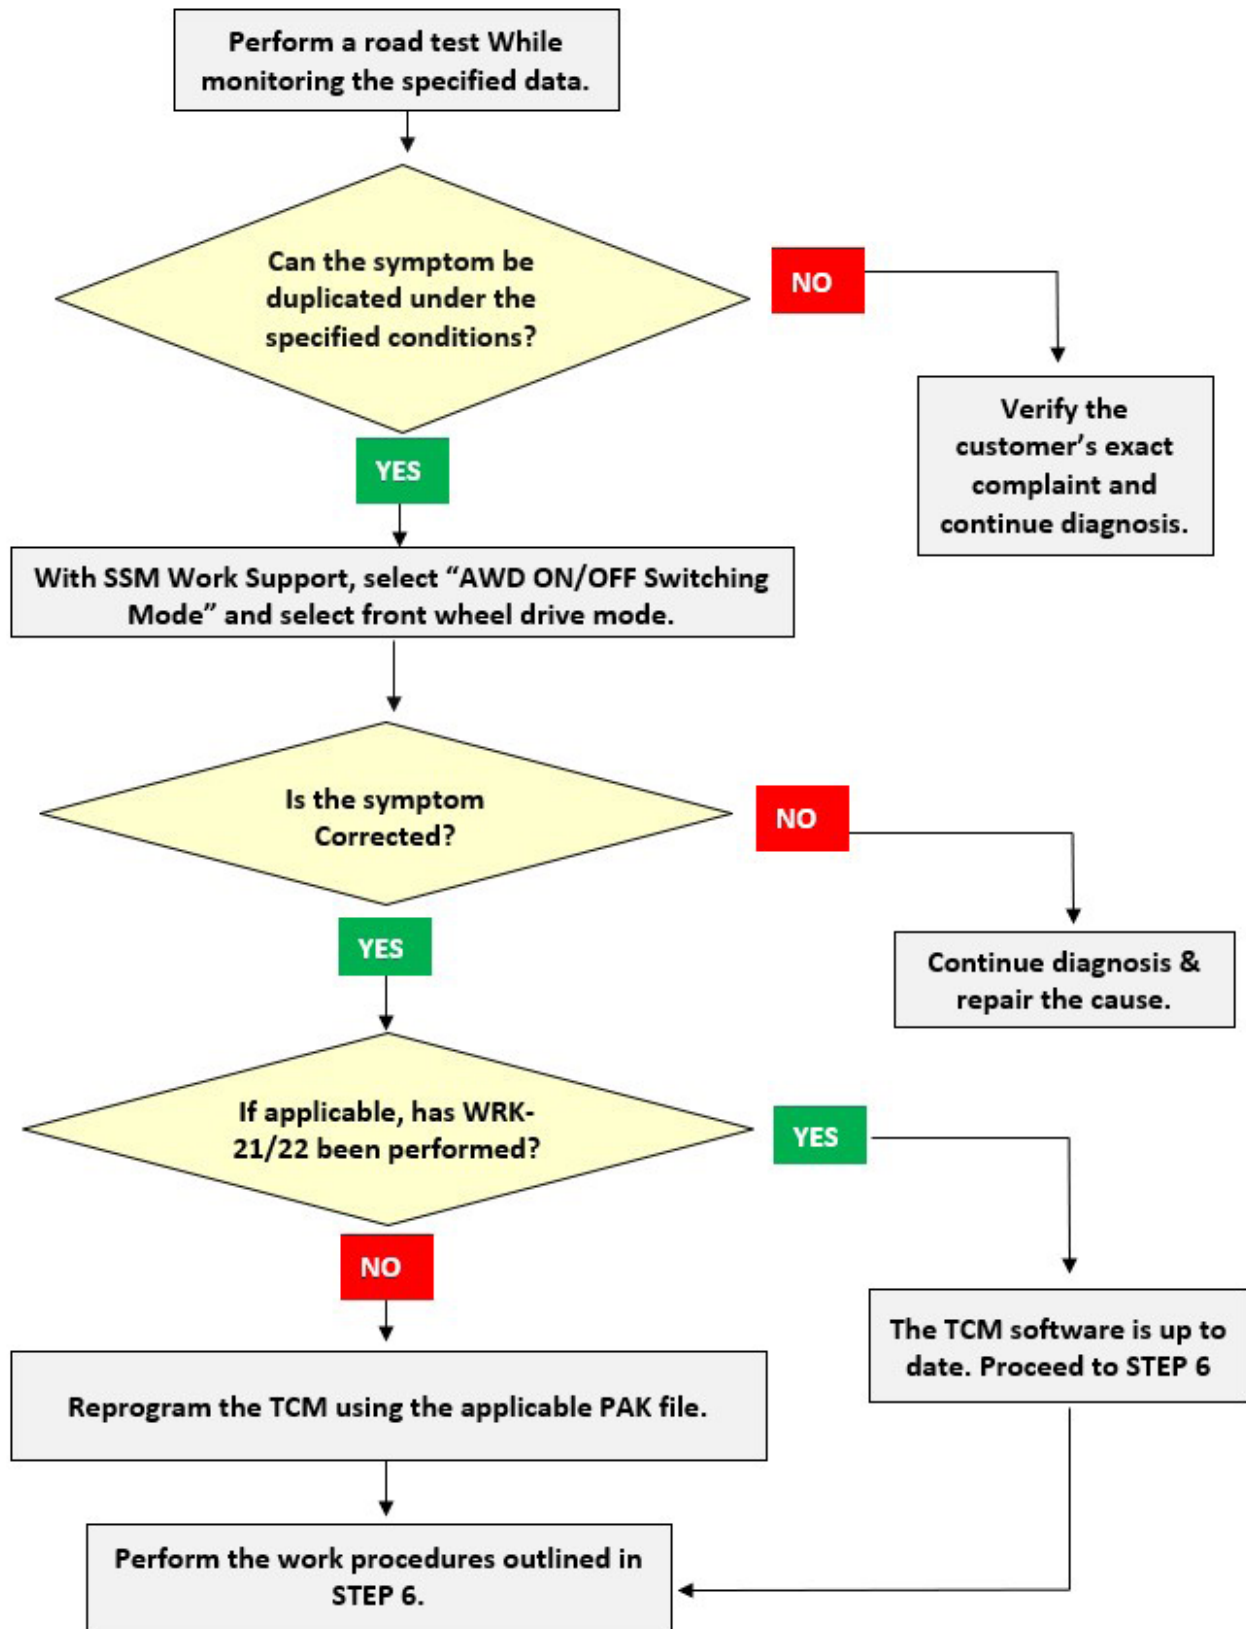 Perform a road test While
monitoring the specified data.
Can the symptom be
duplicated under the
specified conditions?
NO
Verify the
customer’s exact
complaint and
continue diagnosis.
YES
With SSM Work Support, select “AWD ON/OFF Switching
Mode” and select front wheel drive mode.
Is the symptom
Corrected?
NO
Continue diagnosis &
repair the cause.
YES
If applicable, has WRK-
21/22 been performed?
YES
NO
The TCM software is up to
date. Proceed to STEP 6
Reprogram the TCM using the applicable PAK file.
Perform the work procedures outlined in
STEP 6.